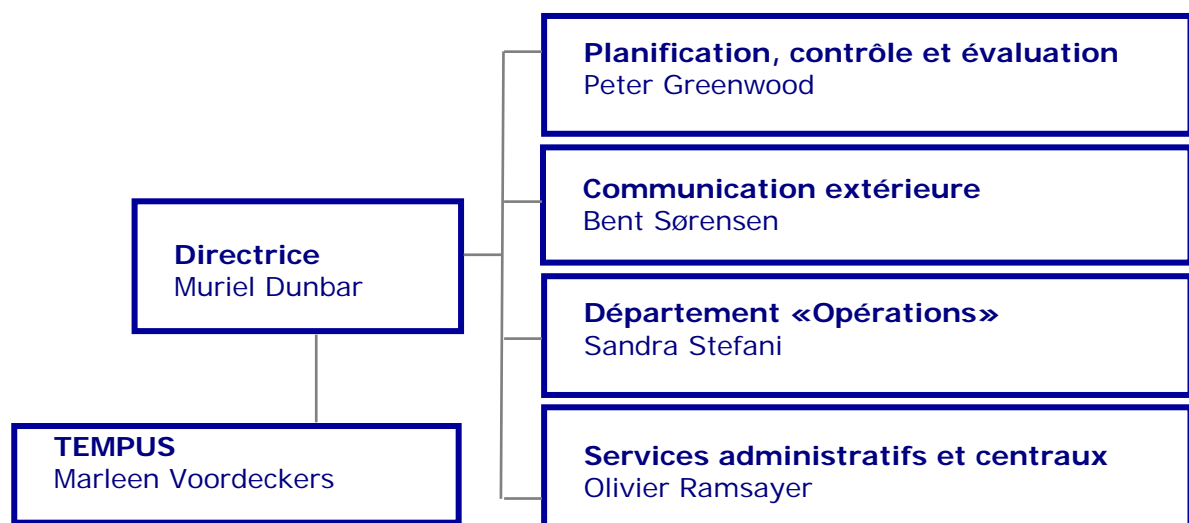 Planification, contrôle et évaluation
Peter Greenwood
Communication extérieure
Bent Sørensen
Directrice
Muriel Dunbar
Département «Opérations»
Sandra Stefani
TEMPUS
Marleen Voordeckers
Services administratifs et centraux
Olivier Ramsayer